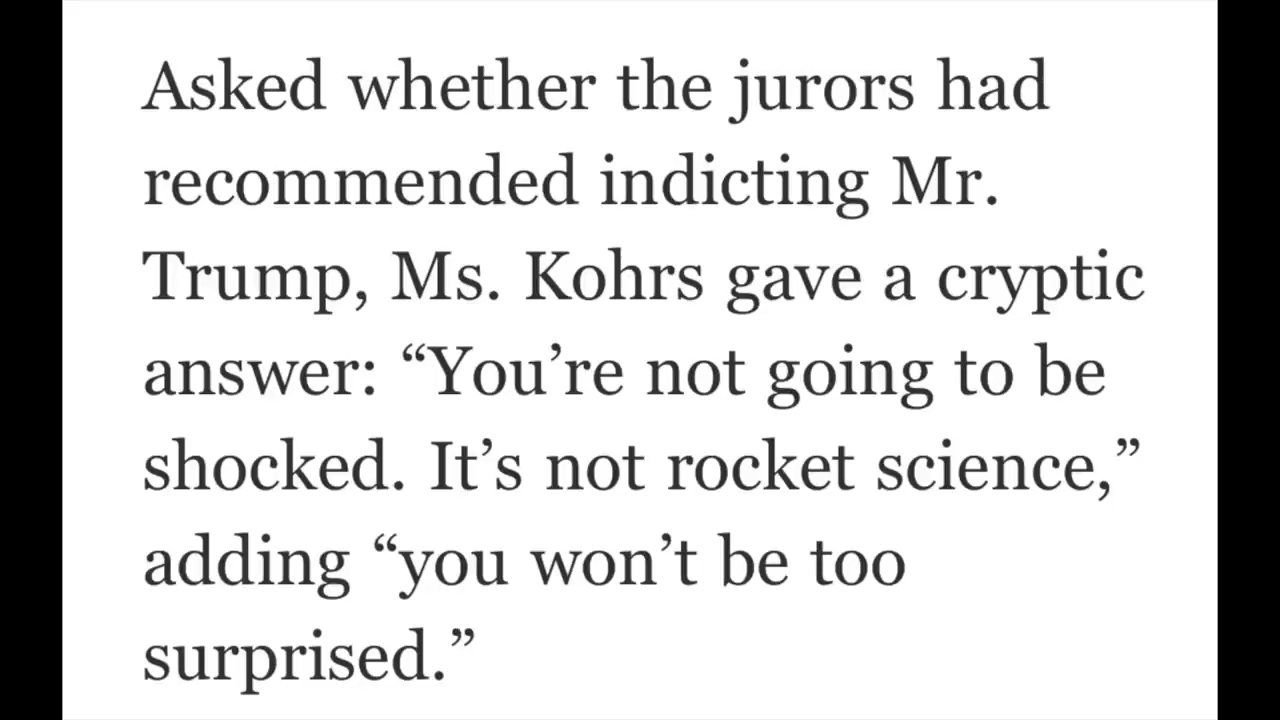 Asked whether the jurors had
recommended indicting Mr.
Trump, Ms. Kohrs gave a cryptic
answer: “You’re not going to be
shocked. It’s not rocket science,”
adding “you won’t be too
surprised.”